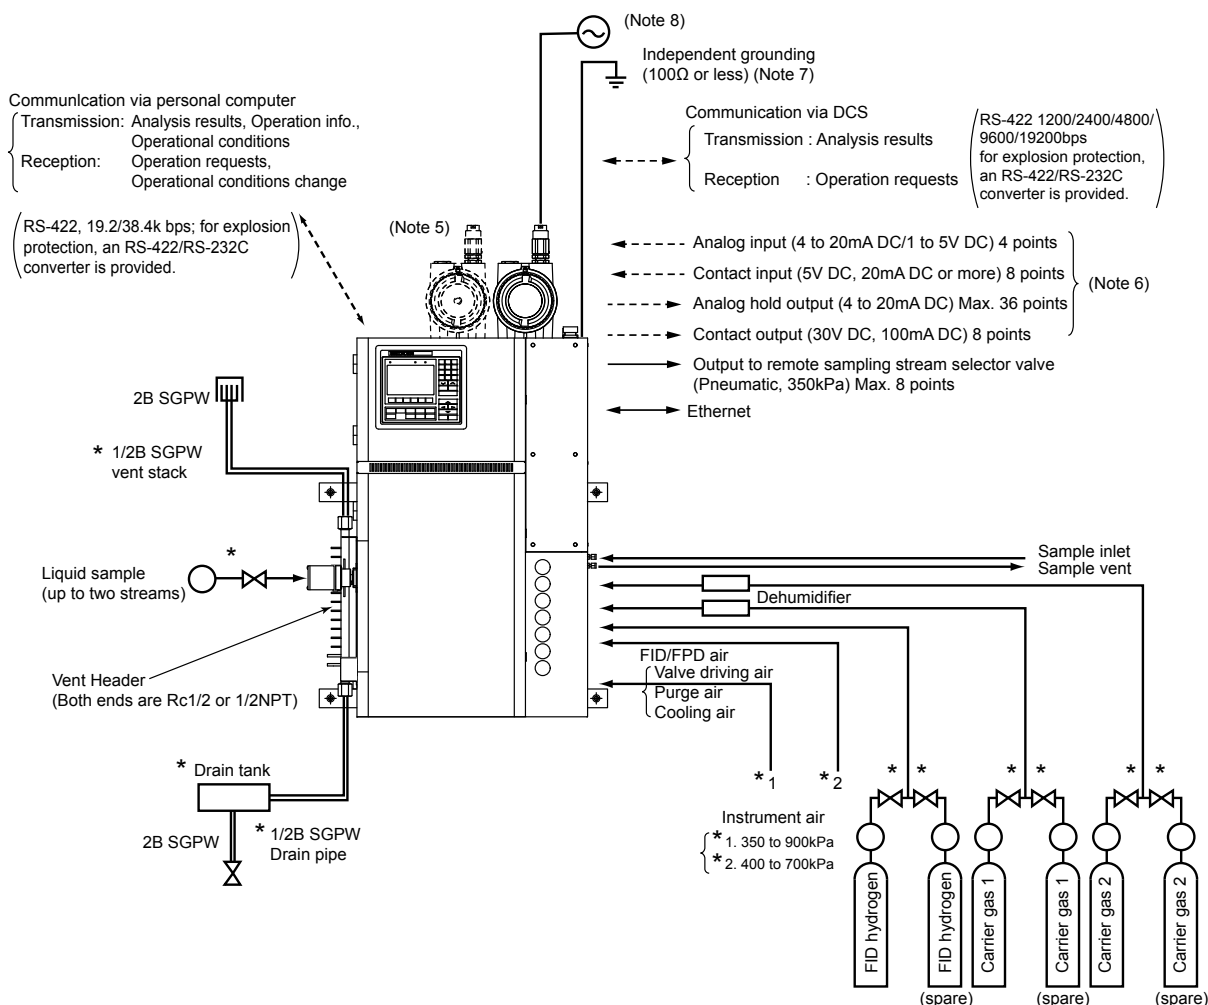 (Note 8)
Independent grounding
(100Ω or less) (Note 7)
Communlcation via personal computer
Transmission: Analysis results, Operation info.,
Operational conditions
Reception: Operation requests,
Operational conditions change
(RS-422, 19.2/38.4k bps; for explosion
protection, an RS-422/RS-232C
converter is provided.)
Communication via DCS
Transmission : Analysis results
Reception : Operation requests
(RS-422 1200/2400/4800/
9600/19200bps
for explosion protection,
an RS-422/RS-232C
converter is provided.)
(Note 5)
Analog input (4 to 20mA DC/1 to 5V DC) 4 points
Contact input (5V DC, 20mA DC or more) 8 points
Analog hold output (4 to 20mA DC) Max. 36 points
Contact output (30V DC, 100mA DC) 8 points
(Note 6)
Output to remote sampling stream selector valve
(Pneumatic, 350kPa) Max. 8 points
Ethernet
2B SGPW
* 1/2B SGPW
vent stack
*
Liquid sample
(up to two streams)
Vent Header
(Both ends are Rc1/2 or 1/2NPT)
* Drain tank
2B SGPW
* 1/2B SGPW
Drain pipe
Sample inlet
Sample vent
Dehumidifier
FID/FPD air
Valve driving air
Purge air
Cooling air
*1
*2
Instrument air
*1. 350 to 900kPa
*2. 400 to 700kPa
* * * * * *
FID hydrogen
FID hydrogen
(spare)
Carrier gas 1
Carrier gas 1
(spare)
Carrier gas 2
Carrier gas 2
(spare)